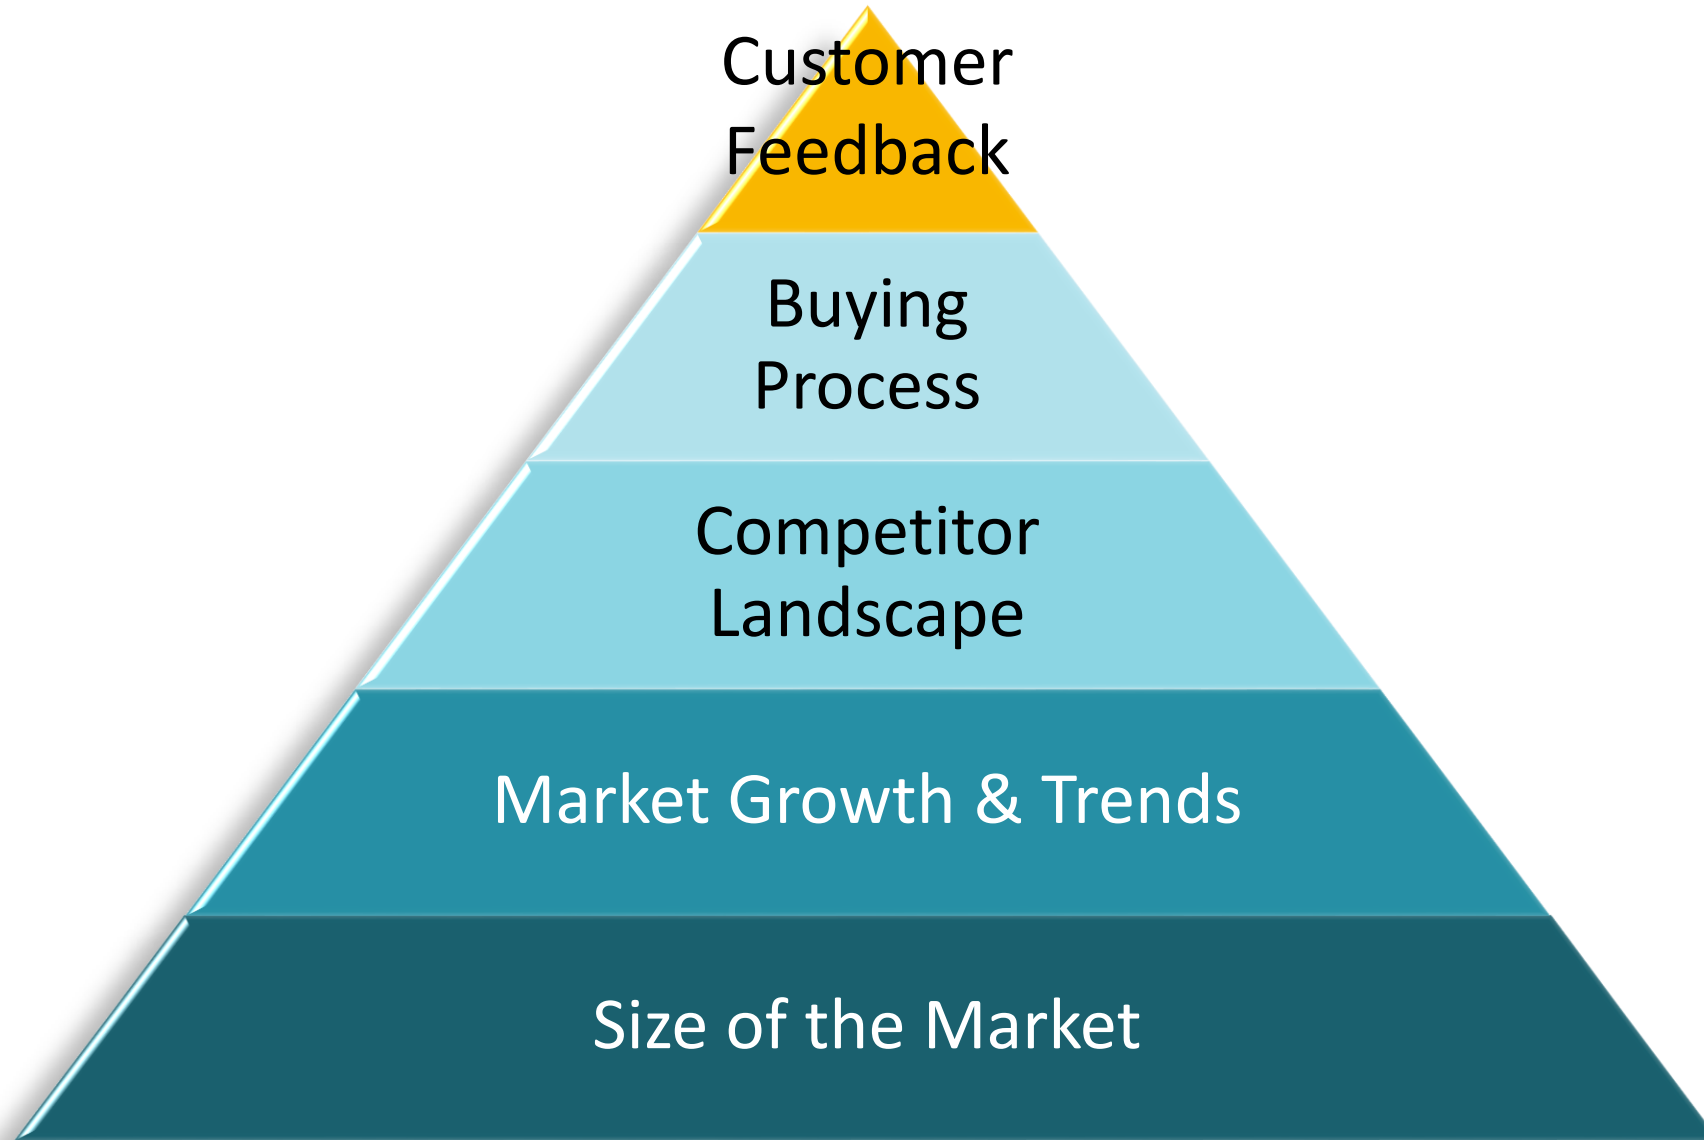 Customer
Feedback
Buying
Process
Competitor
Landscape
Market Growth & Trends
Size of the Market